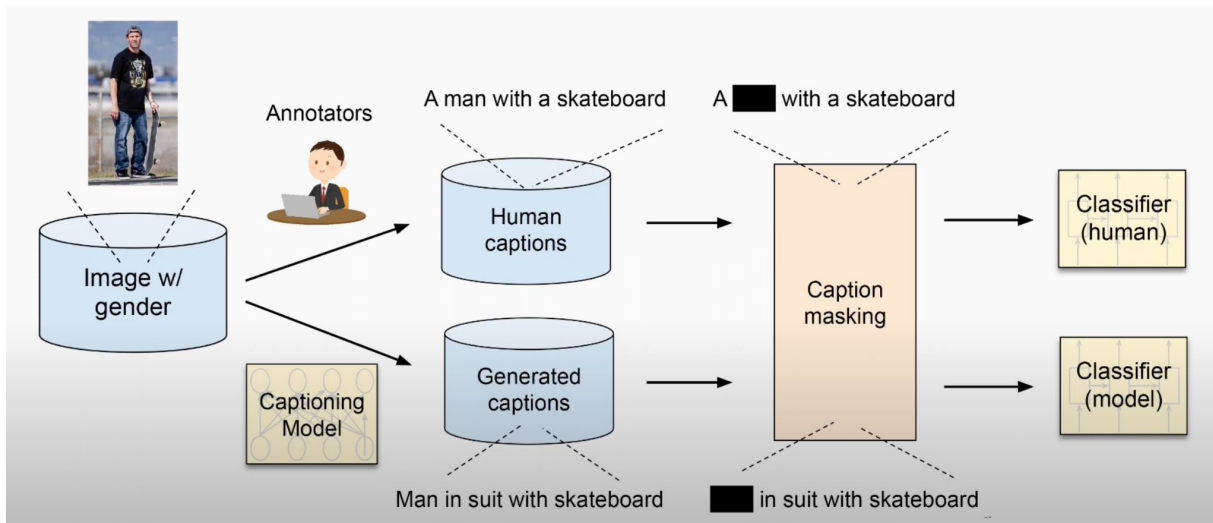 Annotators
A man with a skateboard
A with a skateboard
Image w/
gender
Human
captions
Classifier
(human)
Caption
masking
Captioning
Model
Generated
captions
Classifier
(model)
Man in suit with skateboard
in suit with skateboard